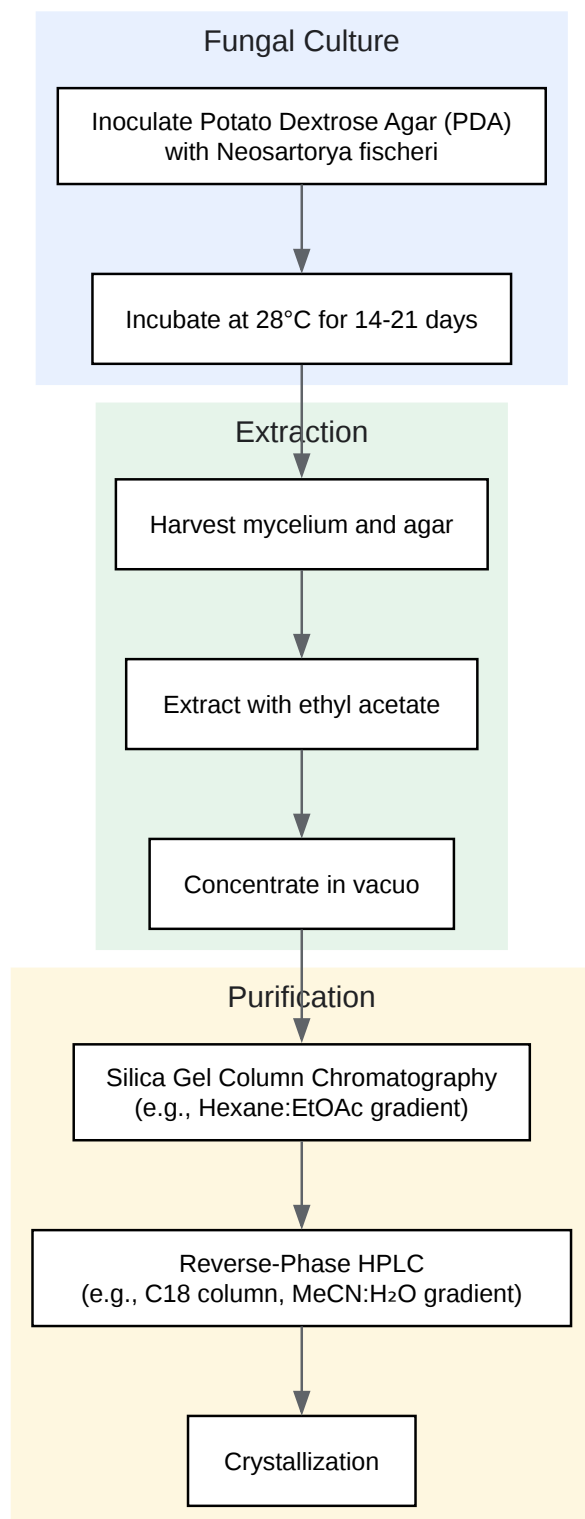 Fungal Culture
Inoculate Potato Dextrose Agar (PDA)
with Neosartorya fischeri
Incubate at 28°C for 14-21 days
Extraction
Harvest mycelium and agar
Extract with ethyl acetate
Concentrate in vacuo
Purification
Silica Gel Column Chromatography
(e.g., Hexane:EtOAc gradient)
Reverse-Phase HPLC
(e.g., C18 column, MeCN:H₂O gradient)
Crystallization